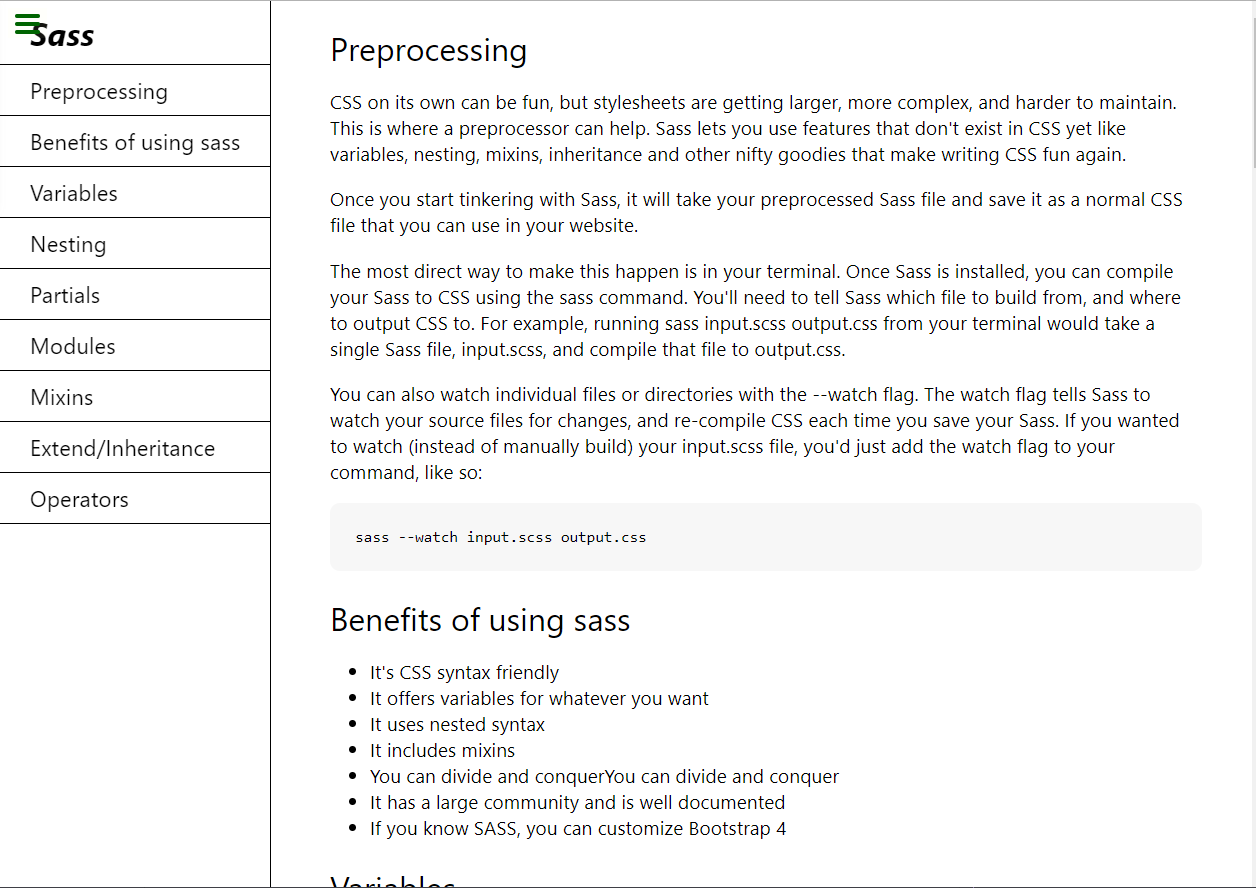 Sass
Preprocessing
Benefits of using sass
Variables
Nesting
Partials
Modules
Mixins
Extend/Inheritance
Operators
Preprocessing
CSS on its own can be fun, but stylesheets are getting larger, more complex, and harder to maintain.
This is where a preprocessor can help. Sass lets you use features that don't exist in CSS yet like
variables, nesting, mixins, inheritance and other nifty goodies that make writing CSS fun again.
Once you start tinkering with Sass, it will take your preprocessed Sass file and save it as a normal CSS
file that you can use in your website.
The most direct way to make this happen is in your terminal. Once Sass is installed, you can compile
your Sass to CSS using the sass command. You'll need to tell Sass which file to build from, and where
to output CSS to. For example, running sass input.scss output.css from your terminal would take a
single Sass file, input.scss, and compile that file to output.css.
You can also watch individual files or directories with the --watch flag. The watch flag tells Sass to
watch your source files for changes, and re-compile CSS each time you save your Sass. If you wanted
to watch (instead of manually build) your input.scss file, you'd just add the watch flag to your
command, like so:
sass --watch input.scss output.css
Benefits of using sass
It's CSS syntax friendly
It offers variables for whatever you want
It uses nested syntax
It includes mixins
You can divide and conquerYou can divide and conquer
It has a large community and is well documented
If you know SASS, you can customize Bootstrap 4
Variables